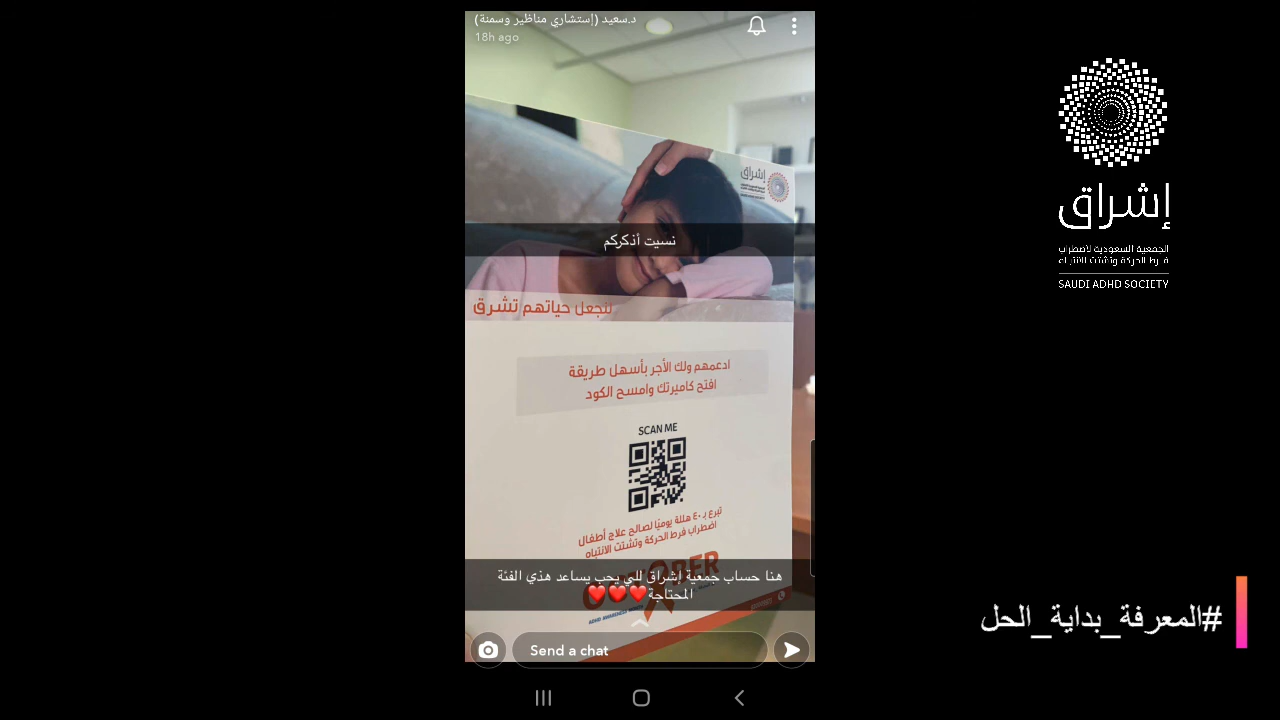 د.سعيد (إستشاري مناظير وسمنة)
18h ago
إشراق
نسيت أذكركم
لنجعل حياتهم تشرق
ادعمهم ولك الأجر بأسهل طريقة
افتح كاميرتك وامسح الكود
SCAN ME
تبرع بـ ٤٠ هللة يوميًا لصالح علاج أطفال
اضطراب فرط الحركة وتشتت الانتباه
هنا حساب جمعية إشراق للي يحب يساعد هذي الفئة
المحتاجة❤️❤️❤️
Send a chat
إشراق
الجمعية السعودية لاضطراب
فرط الحركة وتشتت الانتباه
SAUDI ADHD SOCIETY
#المعرفة_بداية_الحل